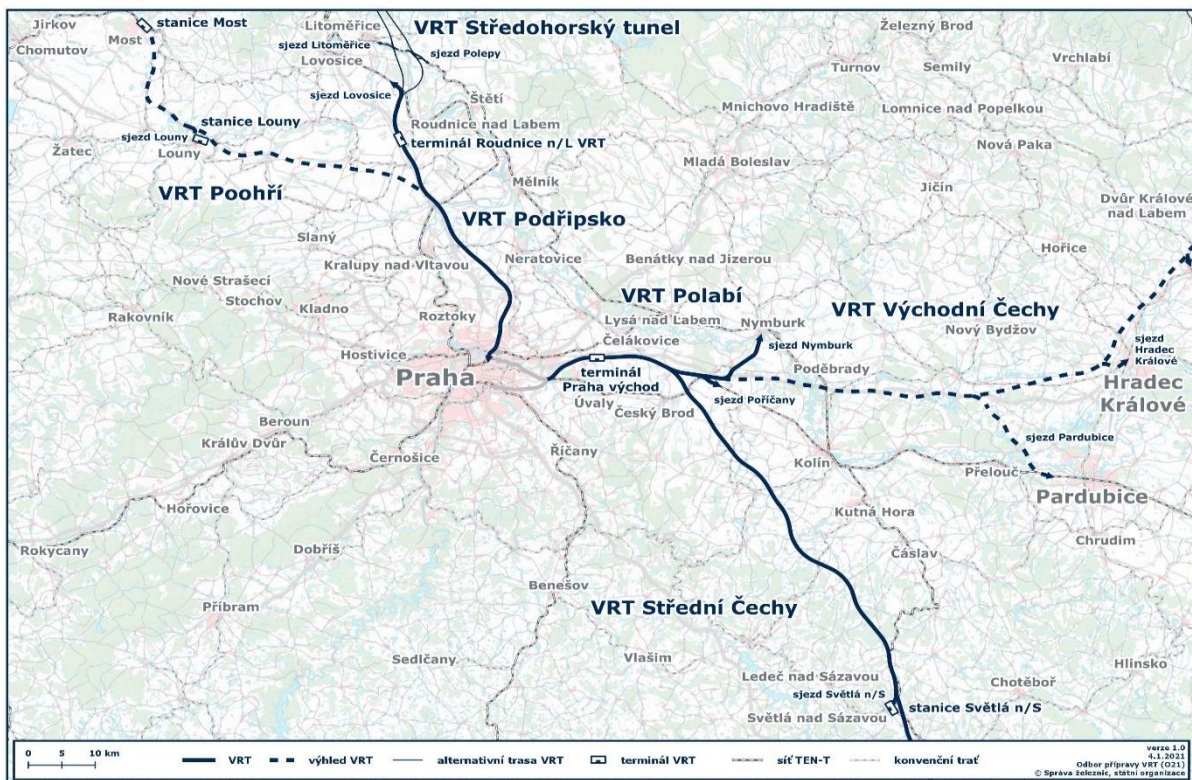 Jirkov
stanice Most
Most
Chomutov
Litoměřice
VRT Středohorský tunel
sjezd Litoměřice
sjezd Polepy
Lovosice
Železný Brod
Vrchlabí
Turnov
Semily
sjezd Lovosice
Štětí
Mnichovo Hradiště
Lomnice nad Popelkou
stanice Louny
sjezd Louny
Louny
Žatec
Roudnice nad Labem
terminál Roudnice n/L VRT
Nová Paka
Mladá Boleslav
Mělník
Jičín
VRT Poohří
VRT Podřipsko
Dvůr Králové
nad Labem
Slaný
Hořice
Kralupy nad Vltavou
Neratovice
Benátky nad Jizerou
Nové Strašecí
Stochov
Kladno
Rakovník
Roztoky
VRT Polabí
VRT Východní Čechy
Lysá nad Labem
Nymburk
Nový Bydžov
Čelákovice
sjezd Nymburk
sjezd
Hradec
Králové
Hostivice
Praha
terminál
Praha východ
Poděbrady
Hradec
Králové
Úvaly
Český Brod
sjezd Poříčany
Beroun
Králův Dvůr
Černošice
Říčany
sjezd Pardubice
Kolín
Přelouč
Pardubice
Hořovice
Kutná Hora
Chrudim
Rokycany
Dobříš
Čáslav
Benešov
Příbram
VRT Střední Čechy
Sedlčany
Vlašim
Hlinsko
Ledeč nad Sázavou
Chotěboř
sjezd Světlá n/S
stanice Světlá n/S
Světlá nad Sázavou
0 5 10 km
VRT
výhled VRT
alternativní trasa VRT
terminál VRT
síť TEN-T
konvenční trať
verze 1.0
4.1.2021
Odbor přípravy VRT (O21)
© Správa železnic, státní organizace